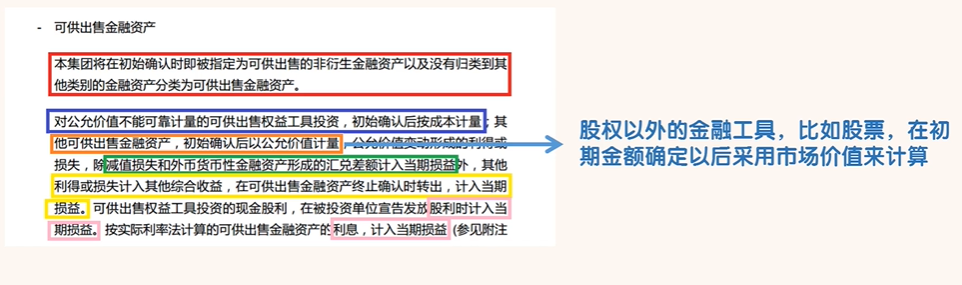 - 可供出售金融资产
本集团将在初始确认时即被指定为可供出售的非衍生金融资产以及没有归类到其
他类别的金融资产分类为可供出售金融资产。
对公允价值不能可靠计量的可供出售权益工具投资，初始确认后按成本计量；其
他可供出售金融资产，初始确认后以公允价值计量，公允价值变动形成的利得或
损失，除减值损失和外币货币性金融资产形成的汇兑差额计入当期损益外，其他
利得或损失计入其他综合收益，在可供出售金融资产终止确认时转出，计入当期
损益。可供出售权益工具投资的现金股利，在被投资单位宣告发放股利时计入当
期损益。按实际利率法计算的可供出售金融资产的利息，计入当期损益 (参见附注
股权以外的金融工具，比如股票，在初
期金额确定以后采用市场价值来计算